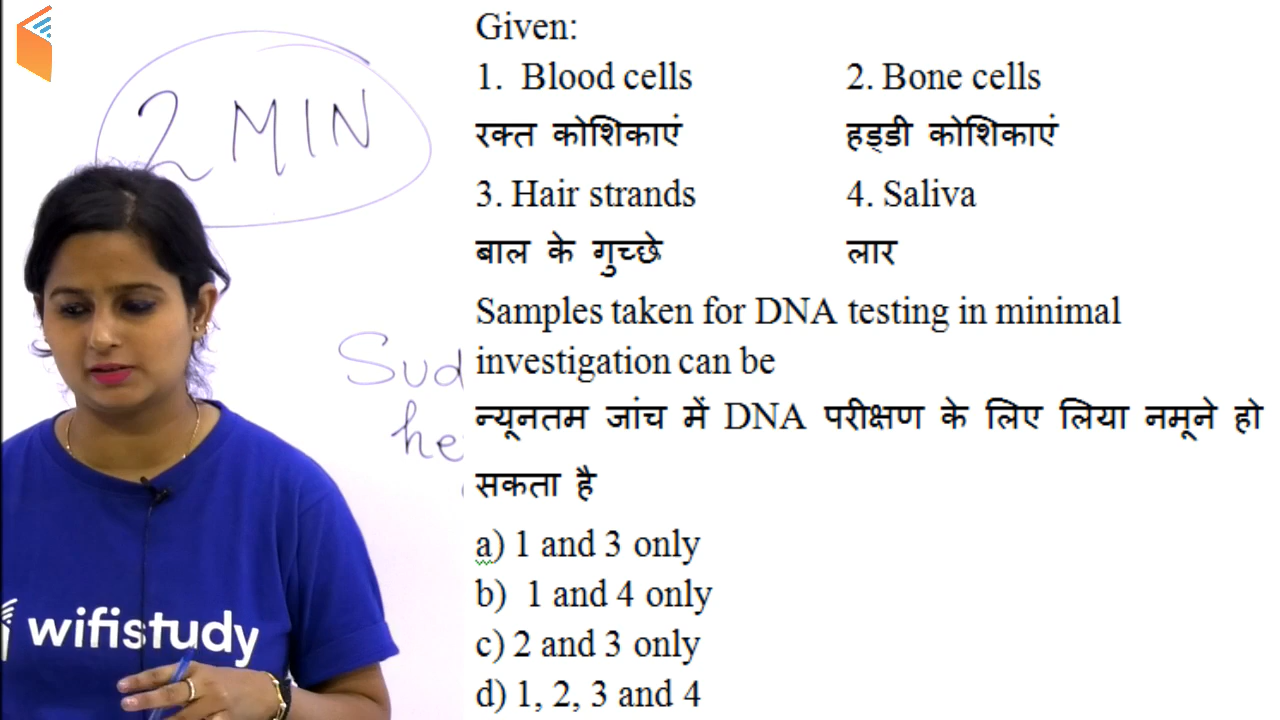 2 MIN
Given:
1. Blood cells 2. Bone cells
रक्त कोशिकाएं हड्डी कोशिकाएं
3. Hair strands 4. Saliva
बाल के गुच्छे लार
Samples taken for DNA testing in minimal
investigation can be
न्यूनतम जांच में DNA परीक्षण के लिए लिया नमूने हो
सकता है
a) 1 and 3 only
b) 1 and 4 only
c) 2 and 3 only
d) 1, 2, 3 and 4
wifistudy